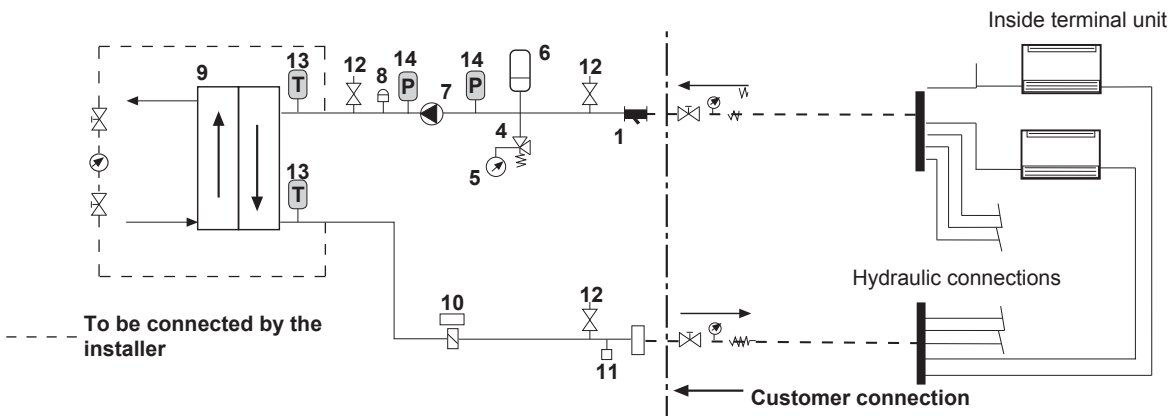 Inside terminal unit
9
13
T
12
8
14
P
7
14
P
6
12
4
5
1
13
T
Hydraulic connections
10
12
11
To be connected by the
installer
Customer connection